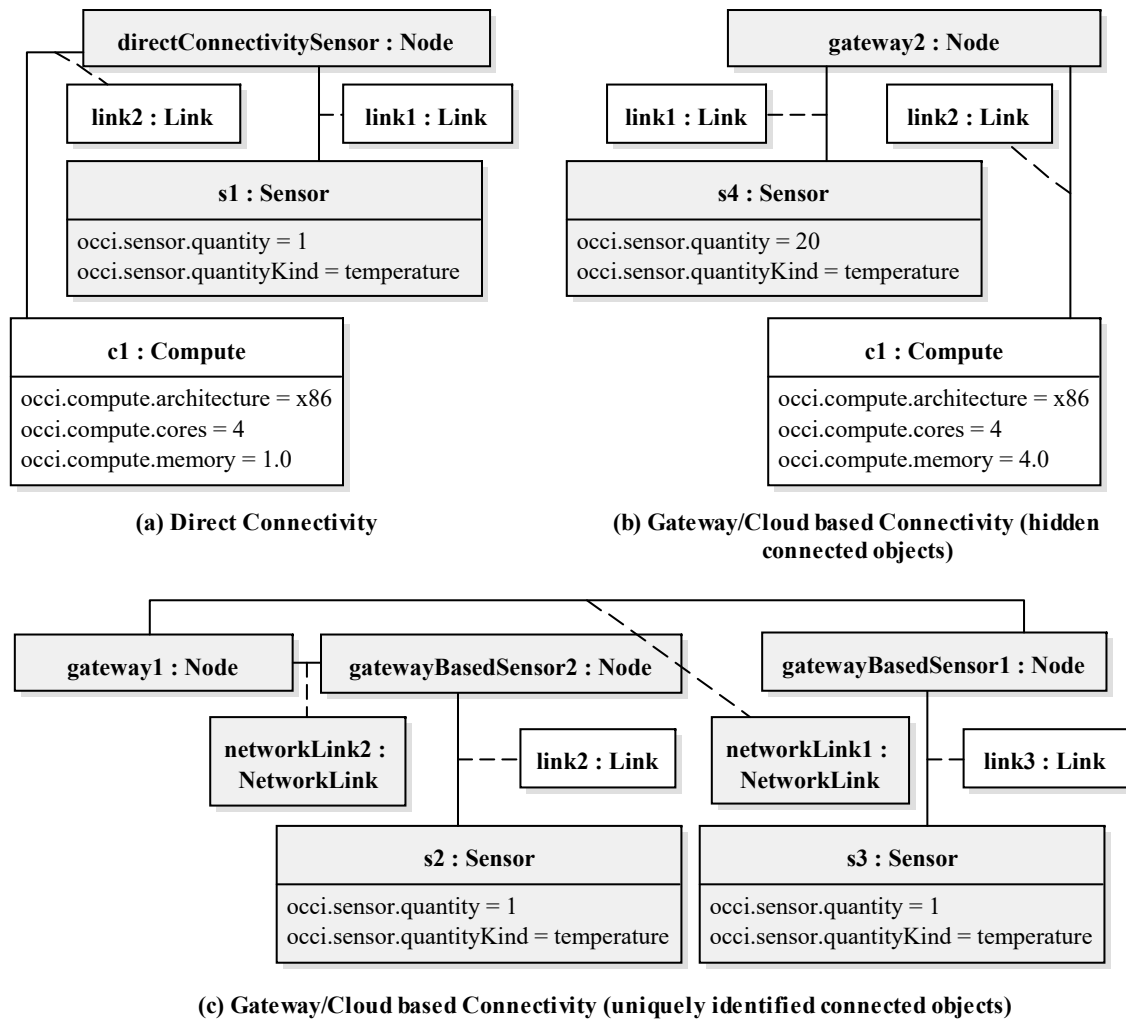 directConnectivitySensor : Node
link2 : Link
link1 : Link
s1 : Sensor
occi.sensor.quantity = 1
occi.sensor.quantityKind = temperature
c1 : Compute
occi.compute.architecture = x86
occi.compute.cores = 4
occi.compute.memory = 1.0
(a) Direct Connectivity
gateway2 : Node
link1 : Link
link2 : Link
s4 : Sensor
occi.sensor.quantity = 20
occi.sensor.quantityKind = temperature
c1 : Compute
occi.compute.architecture = x86
occi.compute.cores = 4
occi.compute.memory = 4.0
(b) Gateway/Cloud based Connectivity (hidden
connected objects)
gateway1 : Node
gatewayBasedSensor2 : Node
gatewayBasedSensor1 : Node
networkLink2 :
NetworkLink
link2 : Link
networkLink1 :
NetworkLink
link3 : Link
s2 : Sensor
occi.sensor.quantity = 1
occi.sensor.quantityKind = temperature
s3 : Sensor
occi.sensor.quantity = 1
occi.sensor.quantityKind = temperature
(c) Gateway/Cloud based Connectivity (uniquely identified connected objects)